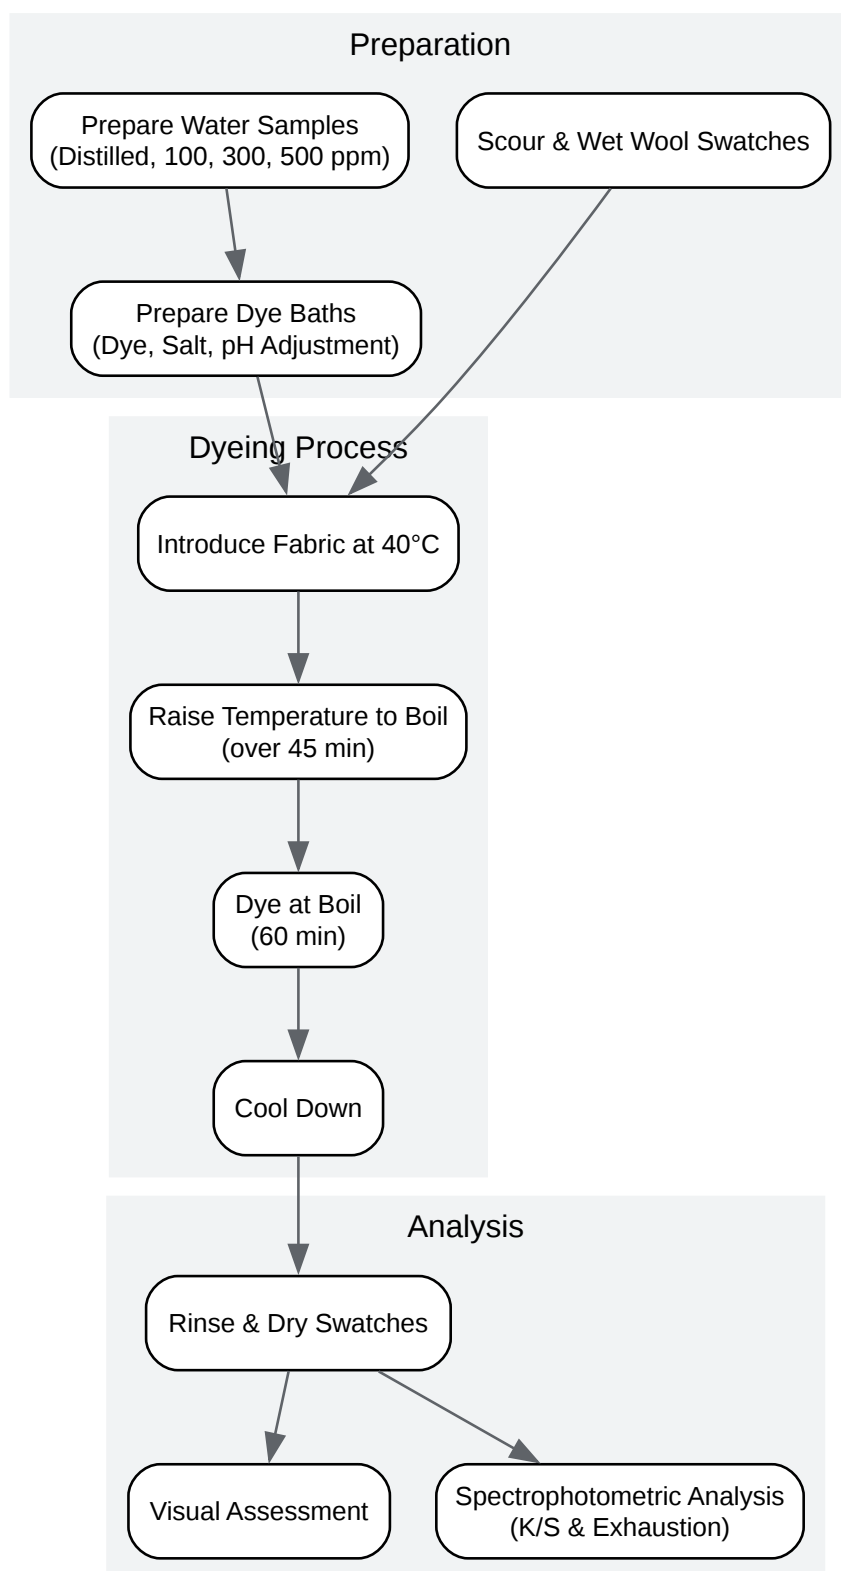 Preparation
Prepare Water Samples
(Distilled, 100, 300, 500 ppm)
Scour & Wet Wool Swatches
Prepare Dye Baths
(Dye, Salt, pH Adjustment)
Dyeing Process
Introduce Fabric at 40°C
Raise Temperature to Boil
(over 45 min)
Dye at Boil
(60 min)
Cool Down
Analysis
Rinse & Dry Swatches
Visual Assessment
Spectrophotometric Analysis
(K/S & Exhaustion)